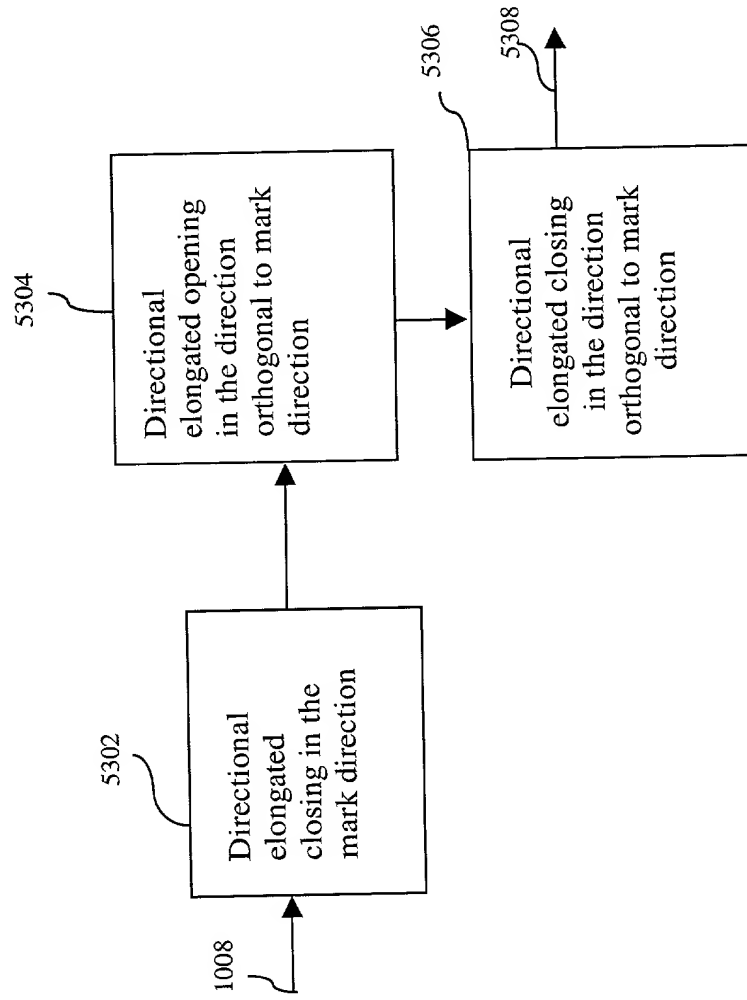 1008
5302
Directional
elongated
closing in the
mark direction
5304
Directional
elongated opening
in the direction
orthogonal to mark
direction
5306
Directional
elongated closing
in the direction
orthogonal to mark
direction
5308